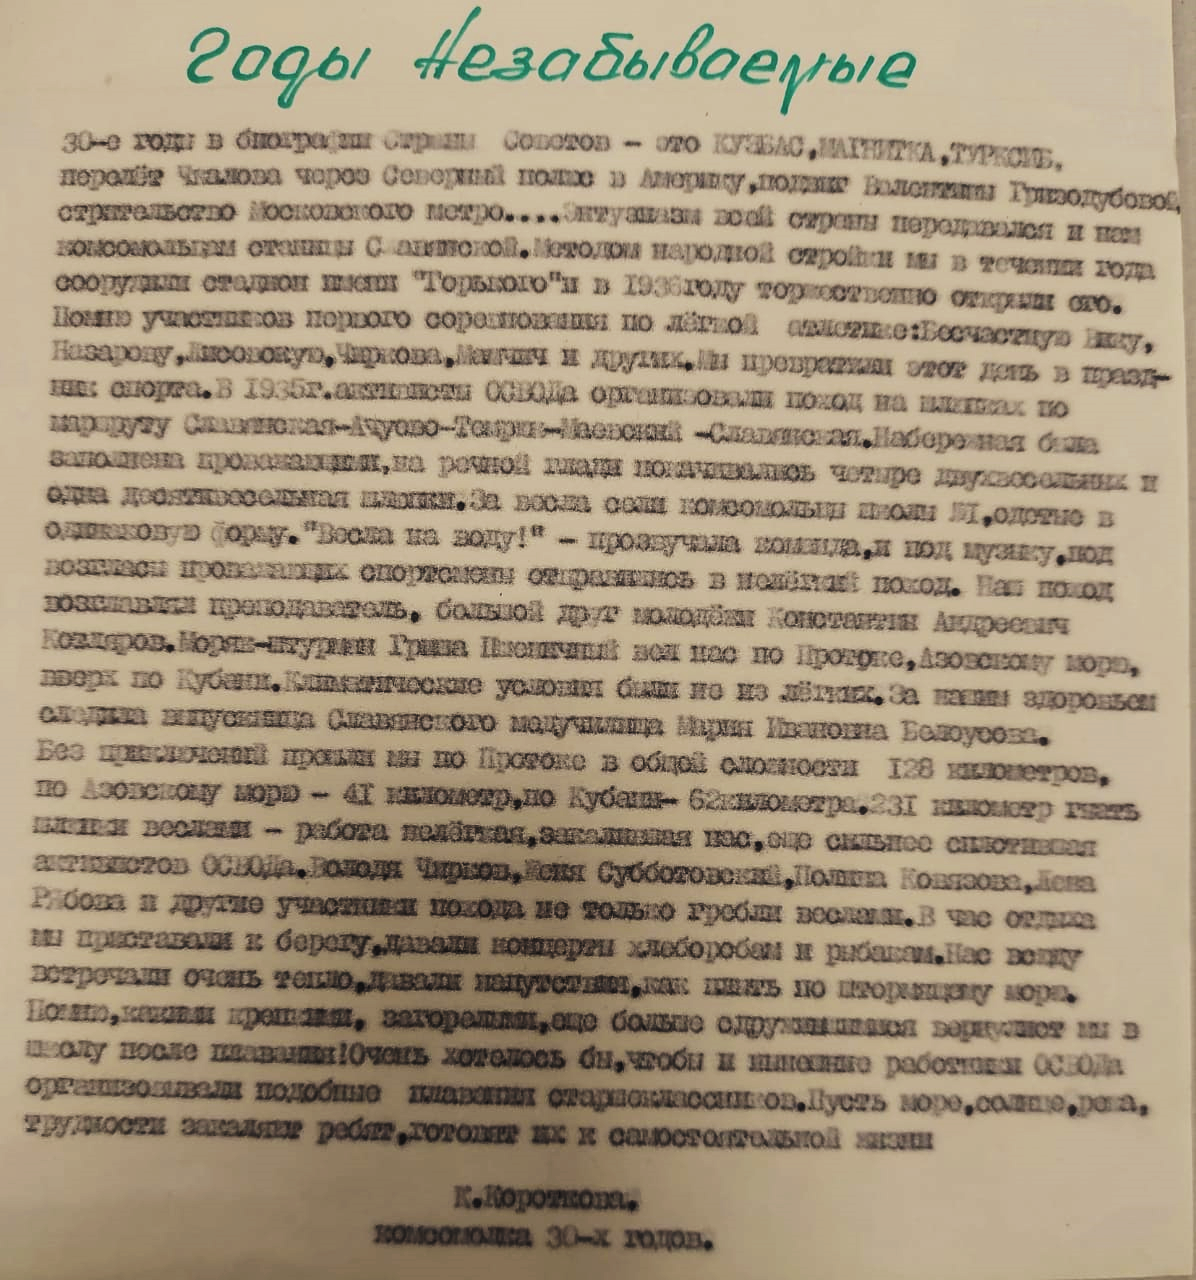 Годы Незабываемые
30-е годы в биографии Страны Советов - это КУЗБАС,МАГНИТКА,ТУРКСИБ,
перелёт Чкалова через Северный полюс в Америку,подвиг Валентины Гризодубовой,
стрительство Московского метро....Энтузиазм всей страны передавался и нам
комсомольцам станицы Славянской.Методом народной стройки мы в течении года
соорудили стадион имени "Горького"и в 1936году торжественно открыли его.
Помню участников первого соревнования по лёгкой атлетике:Бесчастную Вику,
Назарову,Лисовскую,Чиркова, и других.Мы превратили этот день в празд-
ник спорта.В 1935г.активисты ОСВОДа организовали поход на шлюпках по
маршруту Славянская-Ачуево-Темрюк-Маевский -Славянская.Набережная была
заполнена провожающими,на речной глади покачивались четыре двухвесельных и
одна десятивесельная шлюпки.За весла сели комсомольцы школы №1,одетые в
одинаковую форму."Весла на воду!" - прозвучала команда,и под музыку,под
возгласы провожающих спортсмены отправились в нелёгкий поход. Наш поход
возглавлял преподаватель, большой друг молодёжи Константин Андреевич
Котляров.Моряк-штурман Гриша Пшеничный вел нас по Протоке,Азовскому морю,
вверх по Кубани.Климатические условия были не из лёгких.За нашим здоровьем
следила выпускница Славянского медучилища Мария Ивановна Белоусова.
Без приключений прошли мы по Протоке в общей сложности 128 километров,
по Азовскому морю - 41 километр,по Кубани- 62километра.231 километр гнать
шлюпки веслами - работа нелёгкая,закалившая нас,еще сильнее сплотившая
активистов ОСВОДа.Володя Чирков,Ксня Субботовский,Полина Ковязова,Лена
Рябова и другие участники похода не только гребли веслами.В час отдыха
мы приставали к берегу,давали концерты хлеборобам и рыбакам.Нас всюду
встречали очень тепло,давали напутствия,как плыть по штормящему морю.
Помню,какими крепкими, загорелыми,еще больше сдружившимися вернулист мы в
школу после плавания!Очень хотелось бы,чтобы и нынешние работники ОСВОДа
организовывали подобные плавания старшеклассников.Пусть море,солнце,река,
трудности закалят ребят,готовят их к самостоятельной жизни
К.Короткова.
комсомолка 30-х годов.